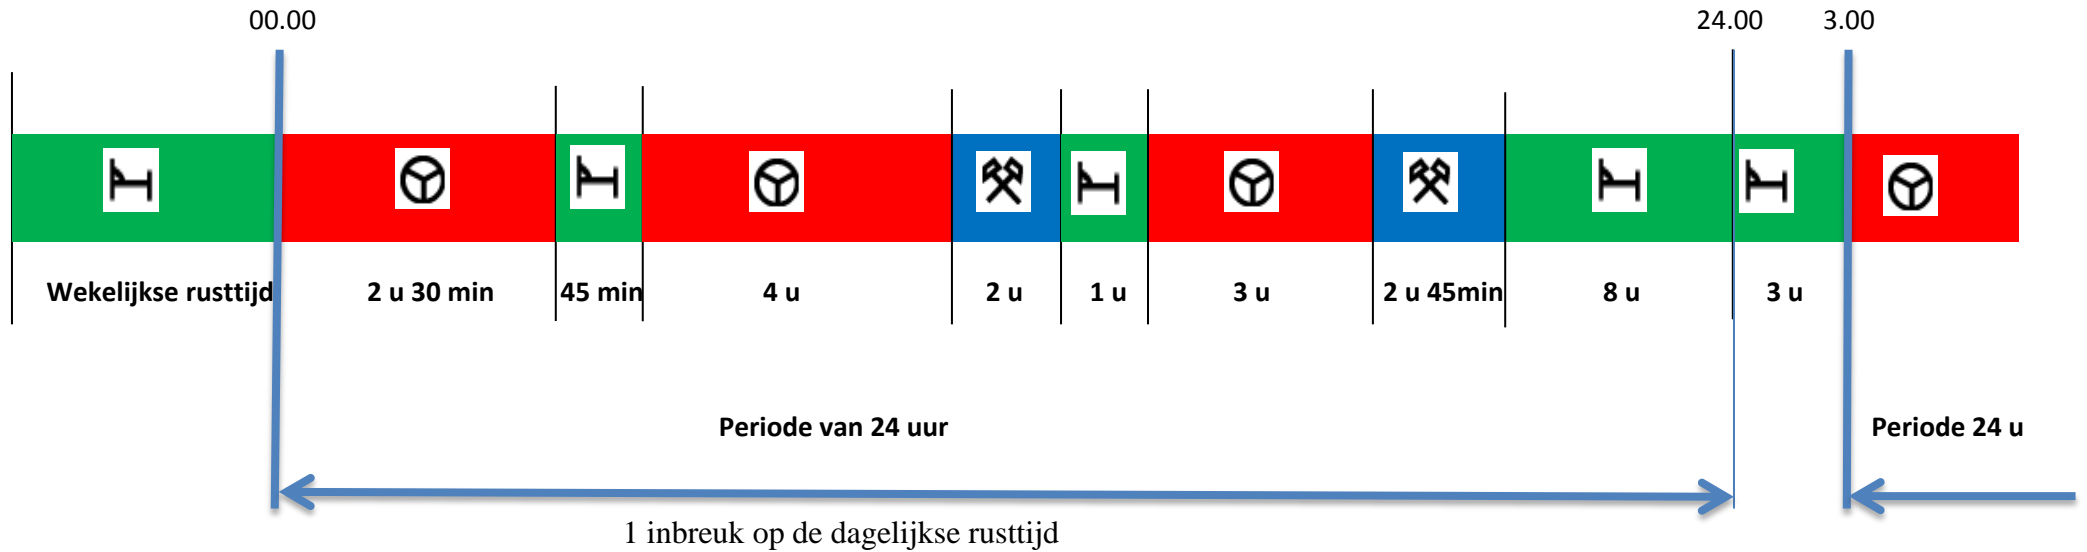 00.00 24.00 3.00
Wekelijkse rusttijd 2 u 30 min 45 min 4 u 2 u 1 u 3 u 2 u 45min 8 u 3 u
Periode van 24 uur Periode 24 u
1 inbreuk op de dagelijkse rusttijd